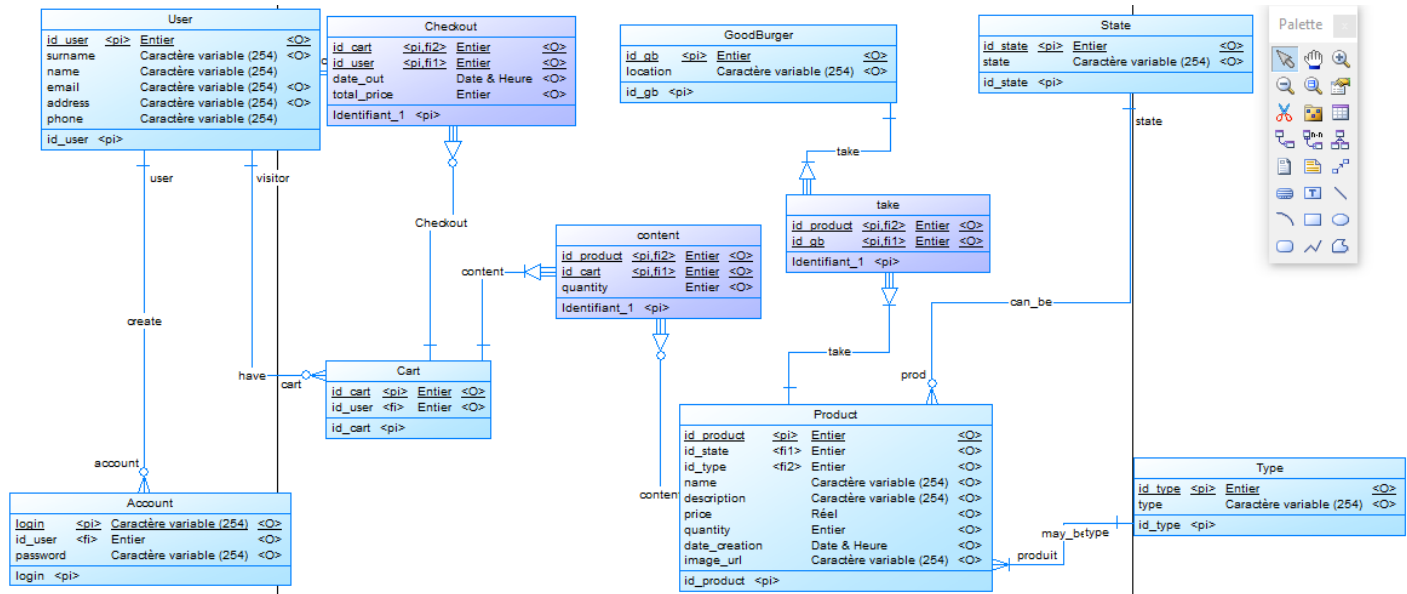 User
id_user <pi> Entier <O>
surname Caractère variable (254) <O>
name Caractère variable (254)
email Caractère variable (254) <O>
address Caractère variable (254) <O>
phone Caractère variable (254)
id_user <pi>
Checkout
id_cart <pi,fi2> Entier <O>
id_user <pi,fi1> Entier <O>
date_out Date & Heure <O>
total_price Entier <O>
Identifiant_1 <pi>
GoodBurger
id_gb <pi> Entier <O>
location Caractère variable (254) <O>
id_gb <pi>
State
id_state <pi> Entier <O>
state Caractère variable (254) <O>
id_state <pi>
Palette
state
take
user
visitor
take
id_product <pi,fi2> Entier <O>
id_gb <pi,fi1> Entier <O>
Identifiant_1 <pi>
Checkout
content
id_product <pi,fi2> Entier <O>
id_cart <pi,fi1> Entier <O>
quantity Entier <O>
Identifiant_1 <pi>
content
can_be
create
take
have
cart
prod
Cart
id_cart <pi> Entier <O>
id_user <fi> Entier <O>
id_cart <pi>
Product
id_product <pi> Entier <O>
id_state <fi1> Entier <O>
id_type <fi2> Entier <O>
name Caractère variable (254) <O>
description Caractère variable (254) <O>
price Réel <O>
quantity Entier <O>
date_creation Date & Heure <O>
image_url Caractère variable (254) <O>
id_product <pi>
account
content
Account
login <pi> Caractère variable (254) <O>
id_user <fi> Entier <O>
password Caractère variable (254) <O>
login <pi>
Type
id_type <pi> Entier <O>
type Caractère variable (254) <O>
id_type <pi>
type
produit